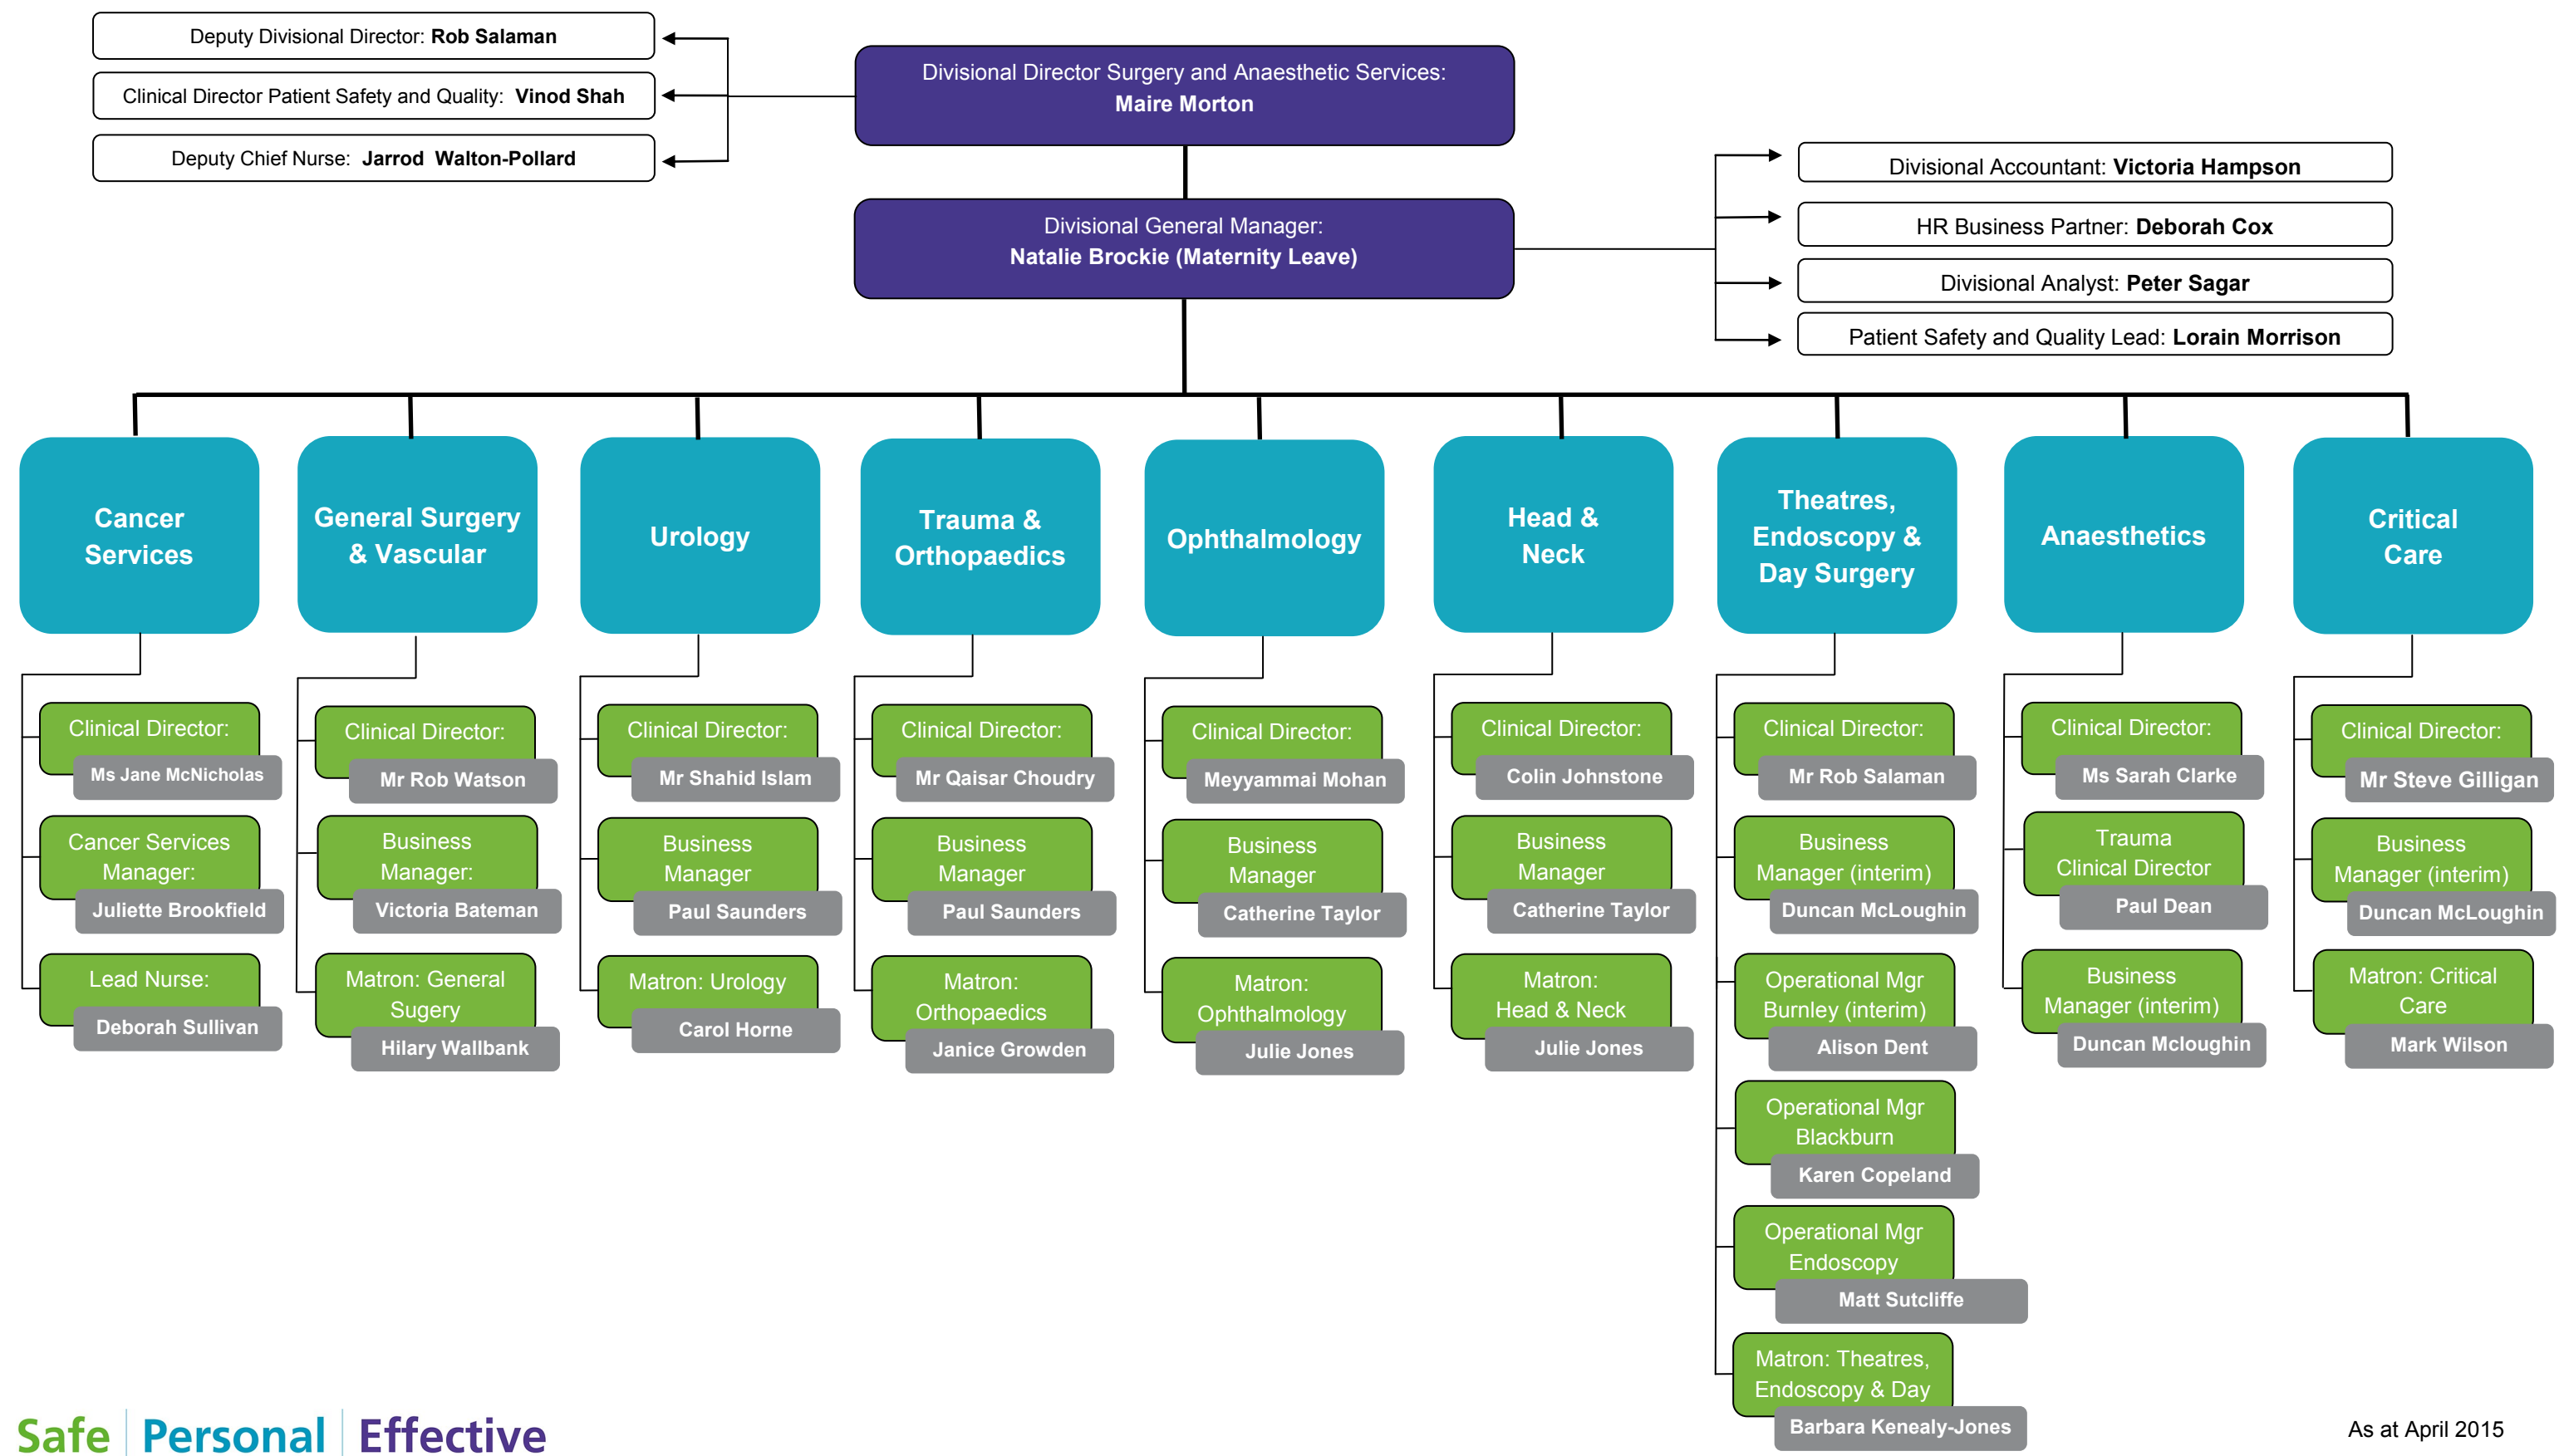 Deputy Divisional Director: Rob Salaman
Clinical Director Patient Safety and Quality: Vinod Shah
Deputy Chief Nurse: Jarrod Walton-Pollard
Divisional Director Surgery and Anaesthetic Services:
Maire Morton
Divisional General Manager:
Natalie Brockie (Maternity Leave)
Divisional Accountant: Victoria Hampson
HR Business Partner: Deborah Cox
Divisional Analyst: Peter Sagar
Patient Safety and Quality Lead: Lorain Morrison
Cancer
Services
Clinical Director:
Ms Jane McNicholas
Cancer Services
Manager:
Juliette Brookfield
Lead Nurse:
Deborah Sullivan
General Surgery
& Vascular
Clinical Director:
Mr Rob Watson
Business
Manager:
Victoria Bateman
Matron: General
Sugery
Hilary Wallbank
Urology
Clinical Director:
Mr Shahid Islam
Business
Manager
Paul Saunders
Matron: Urology
Carol Horne
Trauma &
Orthopaedics
Clinical Director:
Mr Qaisar Choudry
Business
Manager
Paul Saunders
Matron:
Orthopaedics
Janice Growden
Ophthalmology
Clinical Director:
Meyyammai Mohan
Business
Manager
Catherine Taylor
Matron:
Ophthalmology
Julie Jones
Head &
Neck
Clinical Director:
Colin Johnstone
Business
Manager
Catherine Taylor
Matron:
Head & Neck
Julie Jones
Theatres,
Endoscopy &
Day Surgery
Clinical Director:
Mr Rob Salaman
Business
Manager (interim)
Duncan McLoughin
Operational Mgr
Burnley (interim)
Alison Dent
Operational Mgr
Blackburn
Karen Copeland
Operational Mgr
Endoscopy
Matt Sutcliffe
Matron: Theatres,
Endoscopy & Day
Barbara Kenealy-Jones
Anaesthetics
Clinical Director:
Ms Sarah Clarke
Trauma
Clinical Director
Paul Dean
Business
Manager (interim)
Duncan Mcloughin
Critical
Care
Clinical Director:
Mr Steve Gilligan
Business
Manager (interim)
Duncan McLoughin
Matron: Critical
Care
Mark Wilson
Safe Personal Effective
As at April 2015